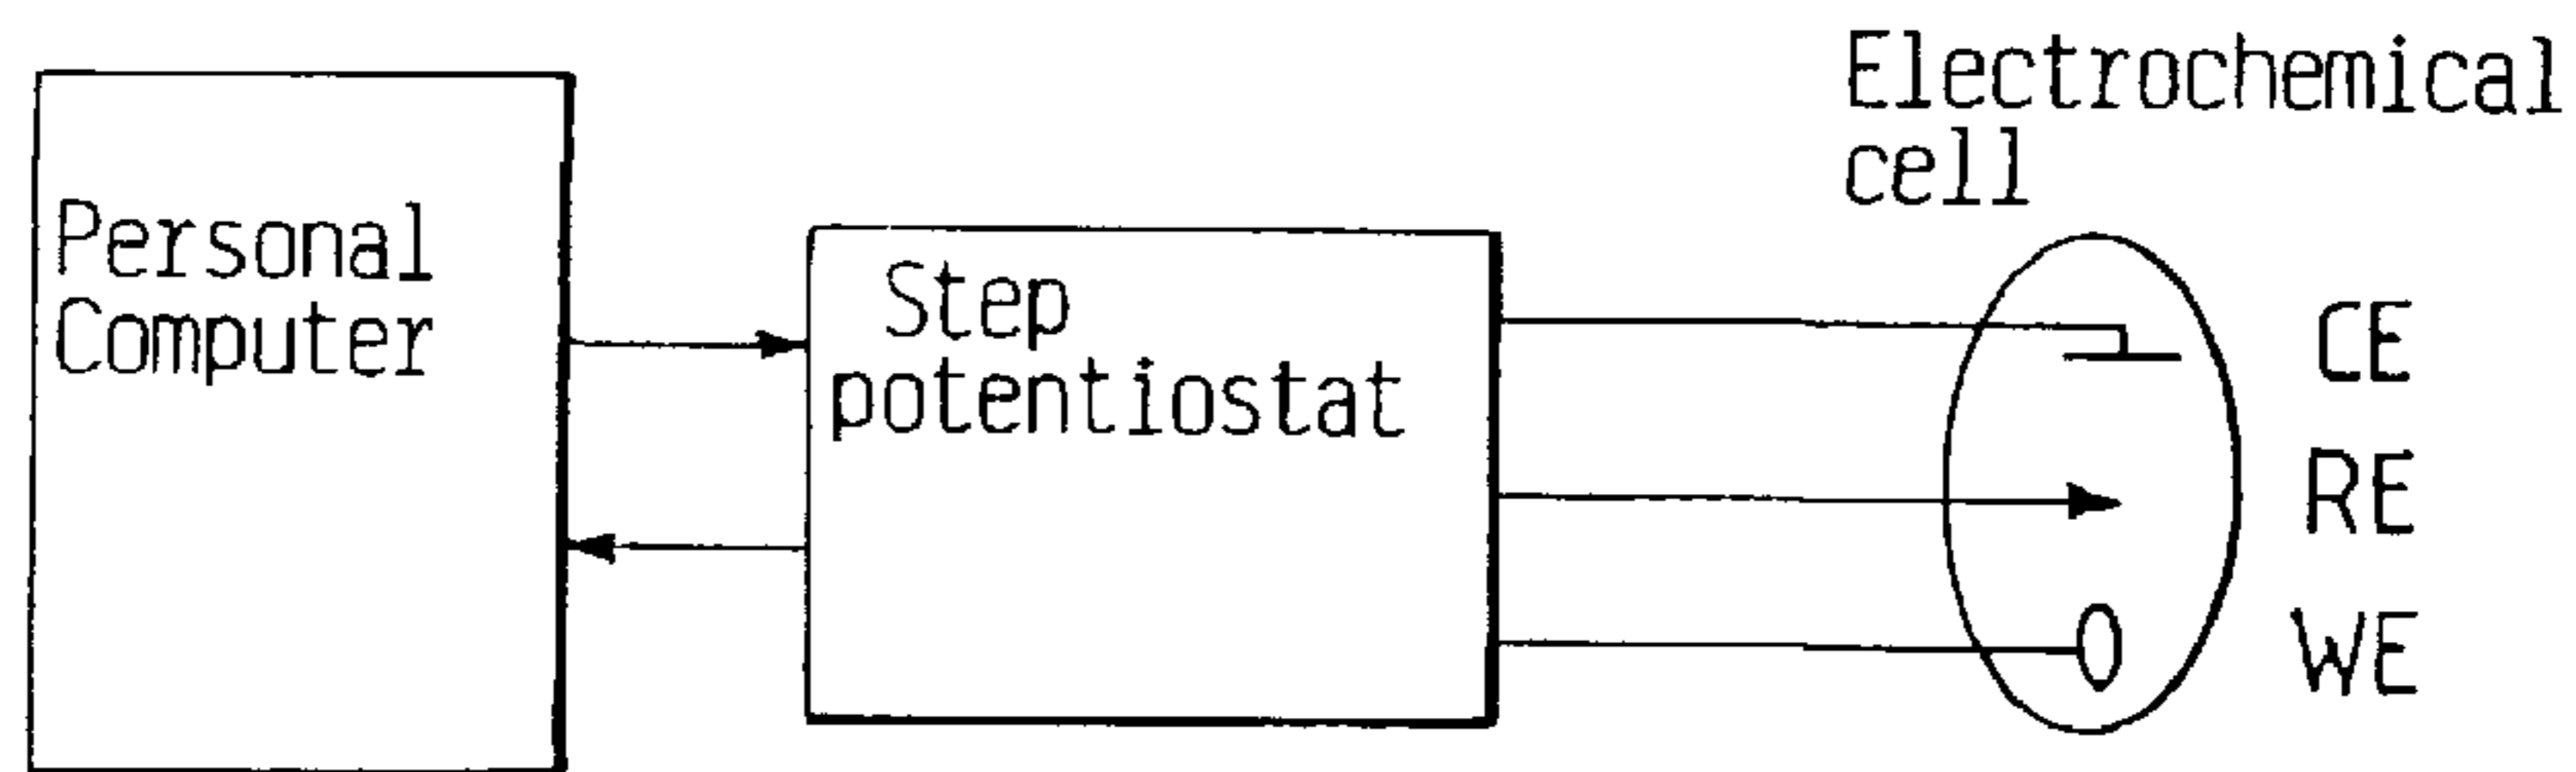 Personal
Computer
Step
potentiostat
Electrochemical
cell
CE
RE
WE